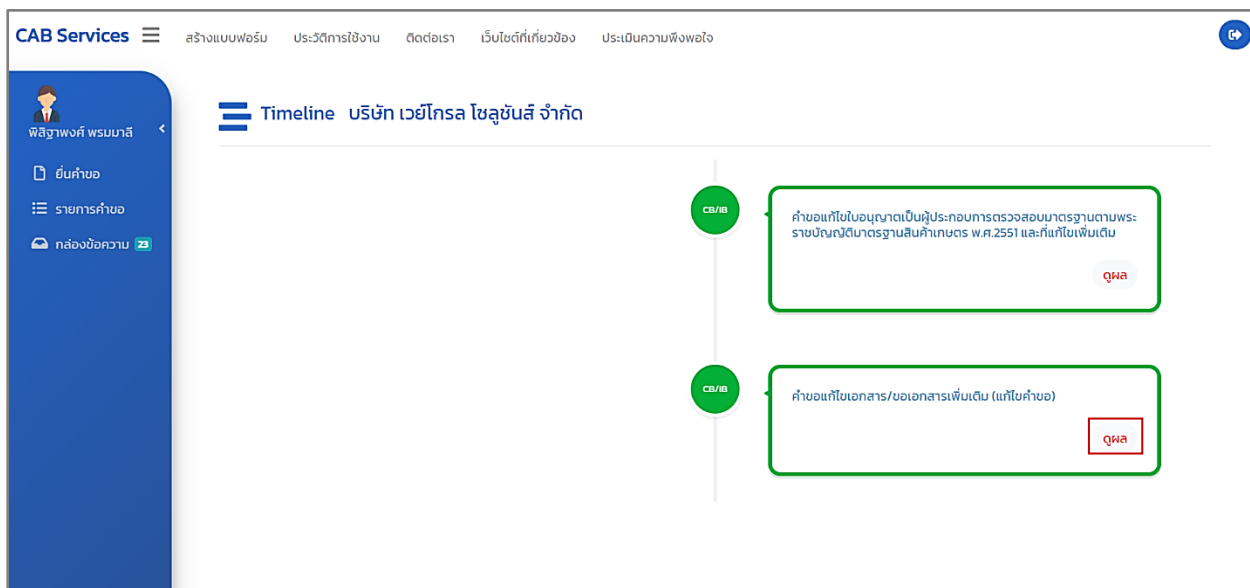 CAB Services สร้างแบบฟอร์ม ประวัติการใช้งาน ติดต่อเรา เว็บไซต์ที่เกี่ยวข้อง ประเมินความพึงพอใจ
พิสิฐาพงศ์ พรมมาลี
ยื่นคำขอ
รายการคำขอ
กล่องข้อความ 23
Timeline บริษัท เวย์โกรล โซลูชันส์ จำกัด
CB/IB
คำขอแก้ไขใบอนุญาตเป็นผู้ประกอบการตรวจสอบมาตรฐานตามพระ
ราชบัญญัติมาตรฐานสินค้าเกษตร พ.ศ.2551 และที่แก้ไขเพิ่มเติม
ดูผล
CB/IB
คำขอแก้ไขเอกสาร/ขอเอกสารเพิ่มเติม (แก้ไขคำขอ)
ดูผล